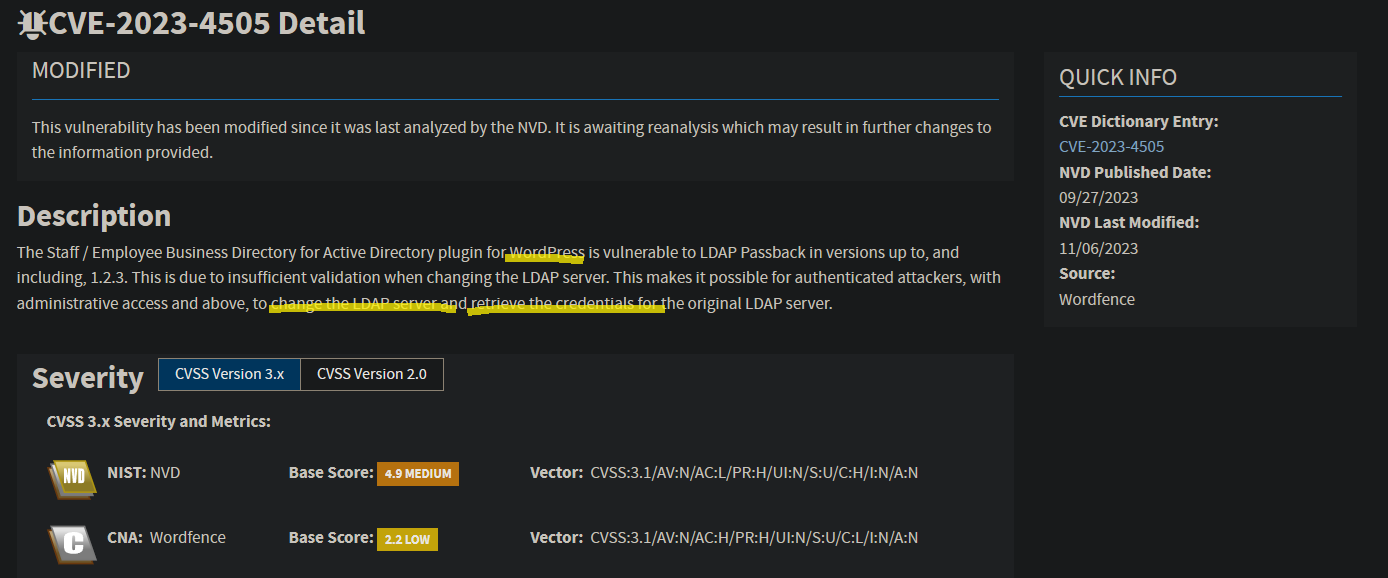 CVE-2023-4505 Detail
MODIFIED
This vulnerability has been modified since it was last analyzed by the NVD. It is awaiting reanalysis which may result in further changes to
the information provided.
Description
The Staff / Employee Business Directory for Active Directory plugin for WordPress is vulnerable to LDAP Passback in versions up to, and
including, 1.2.3. This is due to insufficient validation when changing the LDAP server. This makes it possible for authenticated attackers, with
administrative access and above, to change the LDAP server and retrieve the credentials for the original LDAP server.
Severity
CVSS Version 3.x
CVSS Version 2.0
CVSS 3.x Severity and Metrics:
NVD
NIST: NVD
Base Score: 4.9 MEDIUM
Vector: CVSS:3.1/AV:N/AC:L/PR:H/UI:N/S:U/C:H/I:N/A:N
C
CNA: Wordfence
Base Score: 2.2 LOW
Vector: CVSS:3.1/AV:N/AC:H/PR:H/UI:N/S:U/C:L/I:N/A:N
QUICK INFO
CVE Dictionary Entry:
CVE-2023-4505
NVD Published Date:
09/27/2023
NVD Last Modified:
11/06/2023
Source:
Wordfence